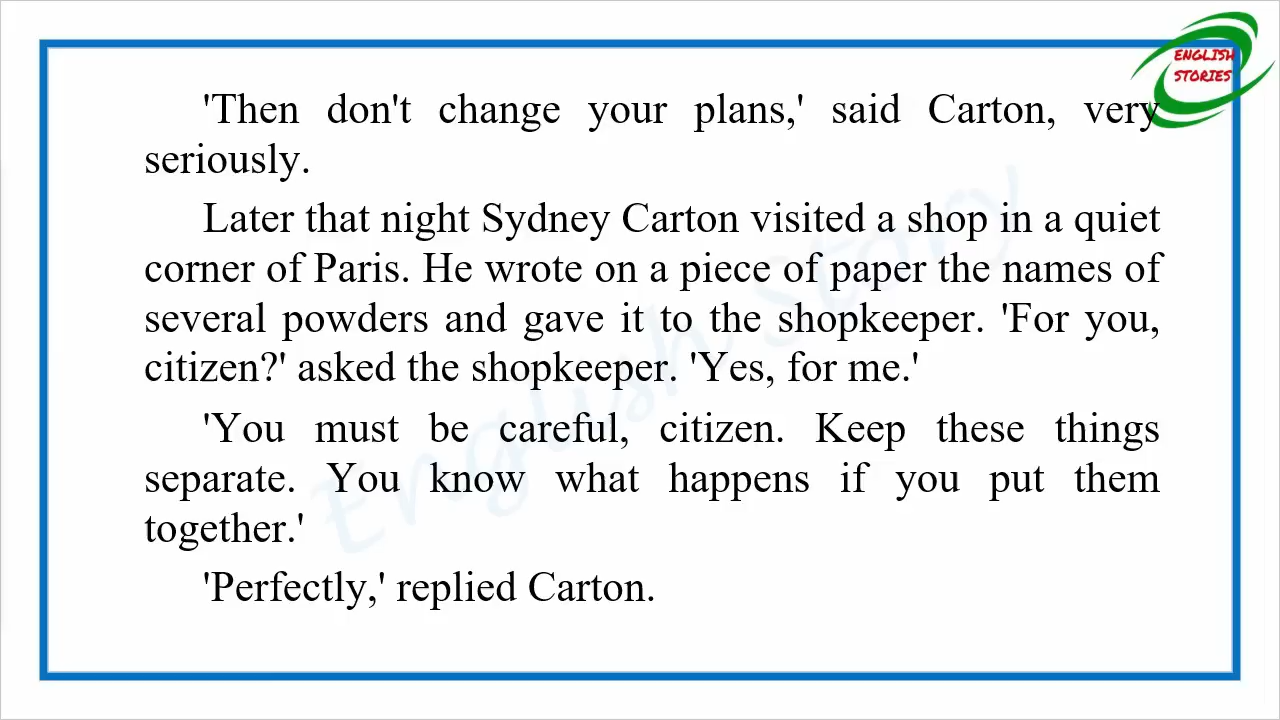 ENGLISH
STORIES
'Then don't change your plans,' said Carton, very
seriously.
Later that night Sydney Carton visited a shop in a quiet
corner of Paris. He wrote on a piece of paper the names of
several powders and gave it to the shopkeeper. 'For you,
citizen?' asked the shopkeeper. 'Yes, for me.'
'You must be careful, citizen. Keep these things
separate. You know what happens if you put them
together.'
'Perfectly,' replied Carton.
English Story